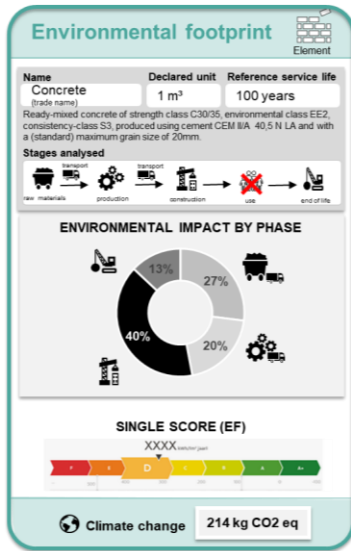 Environmental footprint
Element
Name
Declared unit
Reference service life
Concrete
(trade name)
1 m³
100 years
Ready-mixed concrete of strength class C30/35, environmental class EE2,
consistency-class S3, produced using cement CEM II/A 40,5 N LA and with
a (standard) maximum grain size of 20mm.
Stages analysed
transport
transport
raw materials
production
construction
use
end of life
ENVIRONMENTAL IMPACT BY PHASE
13%
27%
40%
20%
SINGLE SCORE (EF)
XXXX
D
A+
Climate change
214 kg CO2 eq